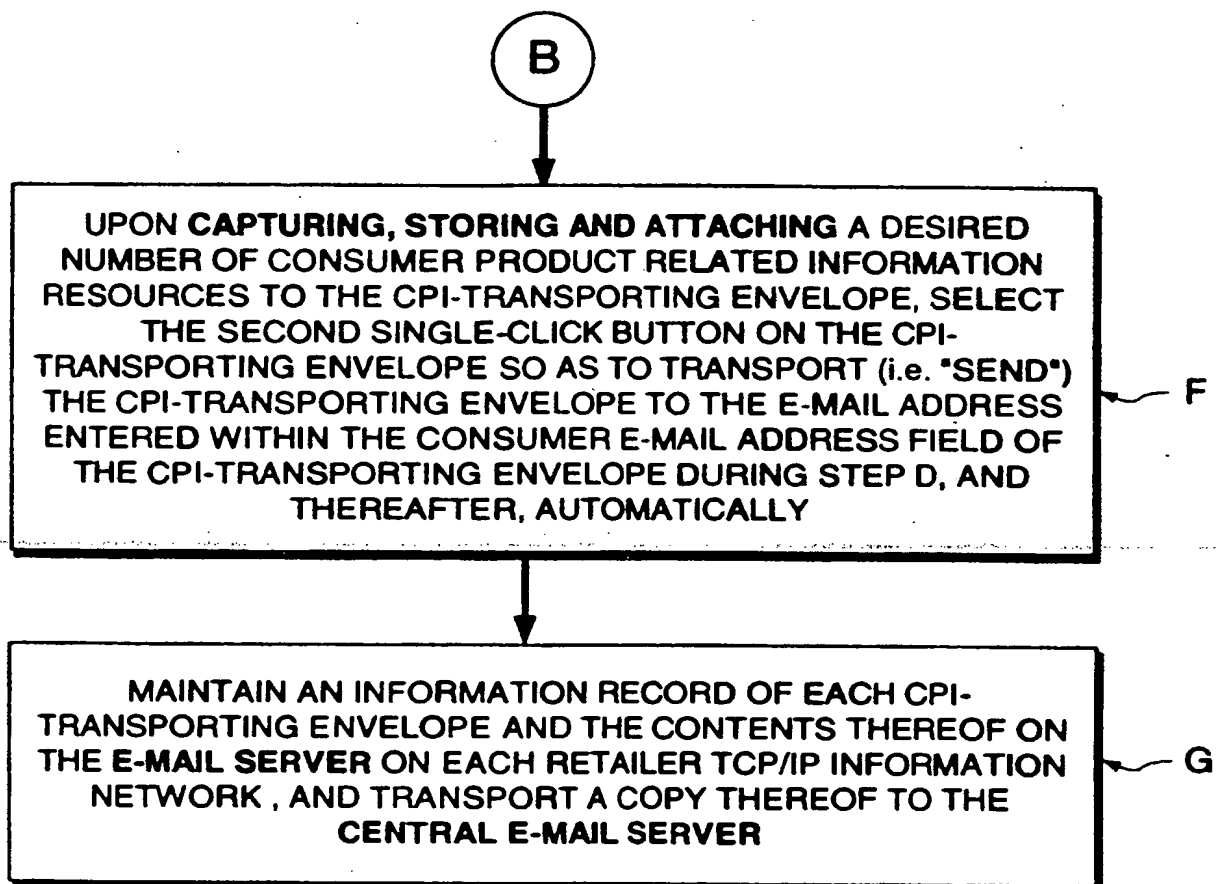 B
UPON CAPTURING, STORING AND ATTACHING A DESIRED
NUMBER OF CONSUMER PRODUCT RELATED INFORMATION
RESOURCES TO THE CPI-TRANSPORTING ENVELOPE, SELECT
THE SECOND SINGLE-CLICK BUTTON ON THE CPI-
TRANSPORTING ENVELOPE SO AS TO TRANSPORT (i.e. "SEND")
THE CPI-TRANSPORTING ENVELOPE TO THE E-MAIL ADDRESS
ENTERED WITHIN THE CONSUMER E-MAIL ADDRESS FIELD OF
THE CPI-TRANSPORTING ENVELOPE DURING STEP D, AND
THEREAFTER, AUTOMATICALLY
F
MAINTAIN AN INFORMATION RECORD OF EACH CPI-
TRANSPORTING ENVELOPE AND THE CONTENTS THEREOF ON
THE E-MAIL SERVER ON EACH RETAILER TCP/IP INFORMATION
NETWORK , AND TRANSPORT A COPY THEREOF TO THE
CENTRAL E-MAIL SERVER
G